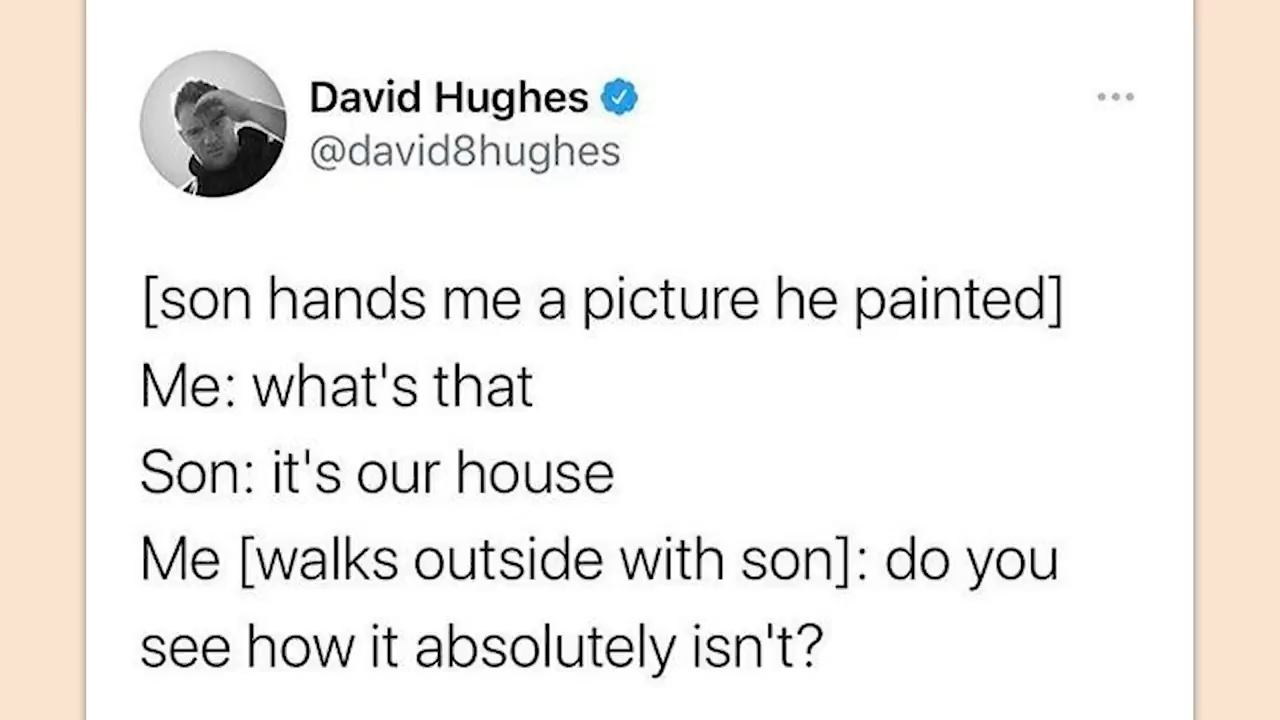 David Hughes
@david8hughes
[son hands me a picture he painted]
Me: what's that
Son: it's our house
Me [walks outside with son]: do you
see how it absolutely isn't?